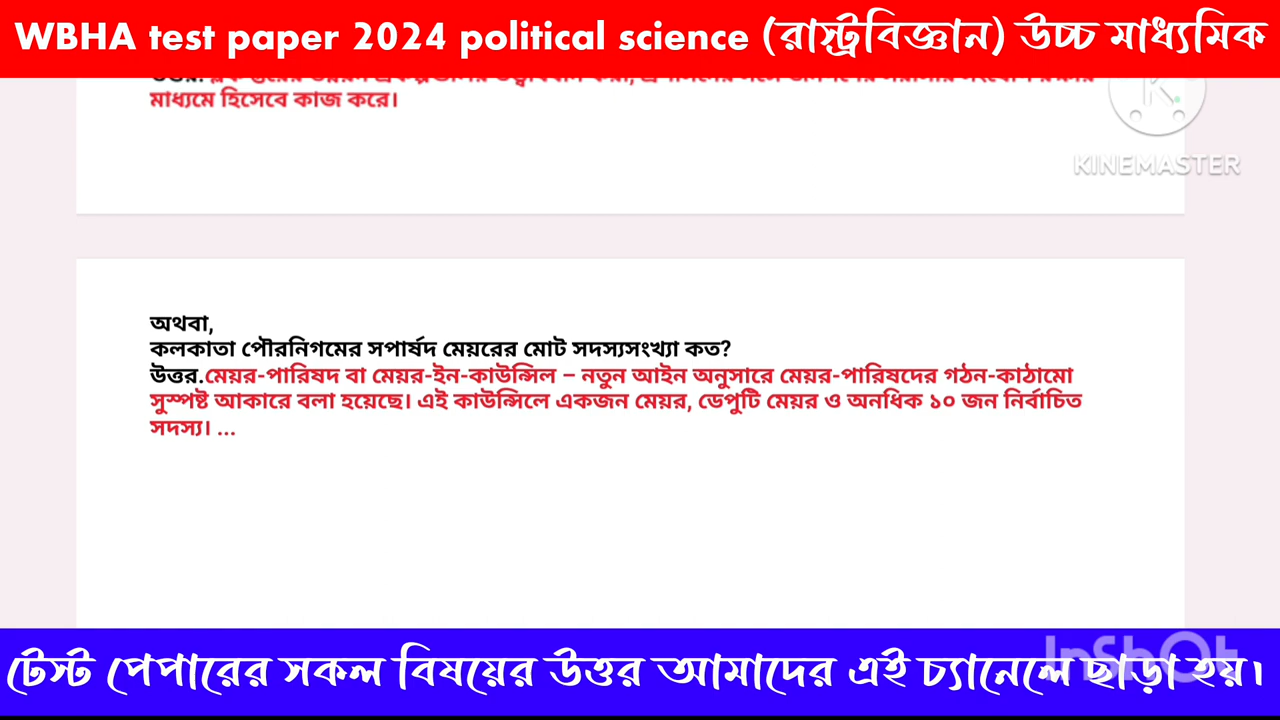 WBHA test paper 2024 political science (রাস্ট্রবিজ্ঞান) উচ্চ মাধ্যমিক
মাধ্যমে হিসেবে কাজ করে।
KINEMASTER
অথবা,
কলকাতা পৌরনিগমের সপার্ষদ মেয়রের মোট সদস্যসংখ্যা কত?
উত্তর.মেয়র-পারিষদ বা মেয়র-ইন-কাউন্সিল – নতুন আইন অনুসারে মেয়র-পারিষদের গঠন-কাঠামো
সুস্পষ্ট আকারে বলা হয়েছে। এই কাউন্সিলে একজন মেয়র, ডেপুটি মেয়র ও অনধিক ১০ জন নির্বাচিত
সদস্য। ...
InShOt
টেস্ট পেপারের সকল বিষয়ের উত্তর আমাদের এই চ্যানেলে ছাড়া হয়।